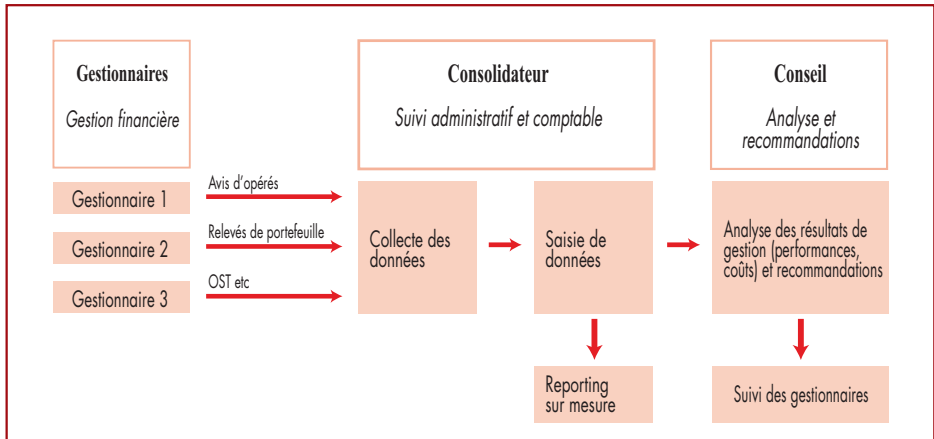 Gestionnaires
Gestion financière
Consolidateur
Suivi administratif et comptable
Conseil
Analyse et
recommandations
Gestionnaire 1
Gestionnaire 2
Gestionnaire 3
Avis d'opérés
Relevés de portefeuille
OST etc
Collecte des
données
Saisie de
données
Analyse des résultats de
gestion (performances,
coûts) et recommandations
Reporting
sur mesure
Suivi des gestionnaires